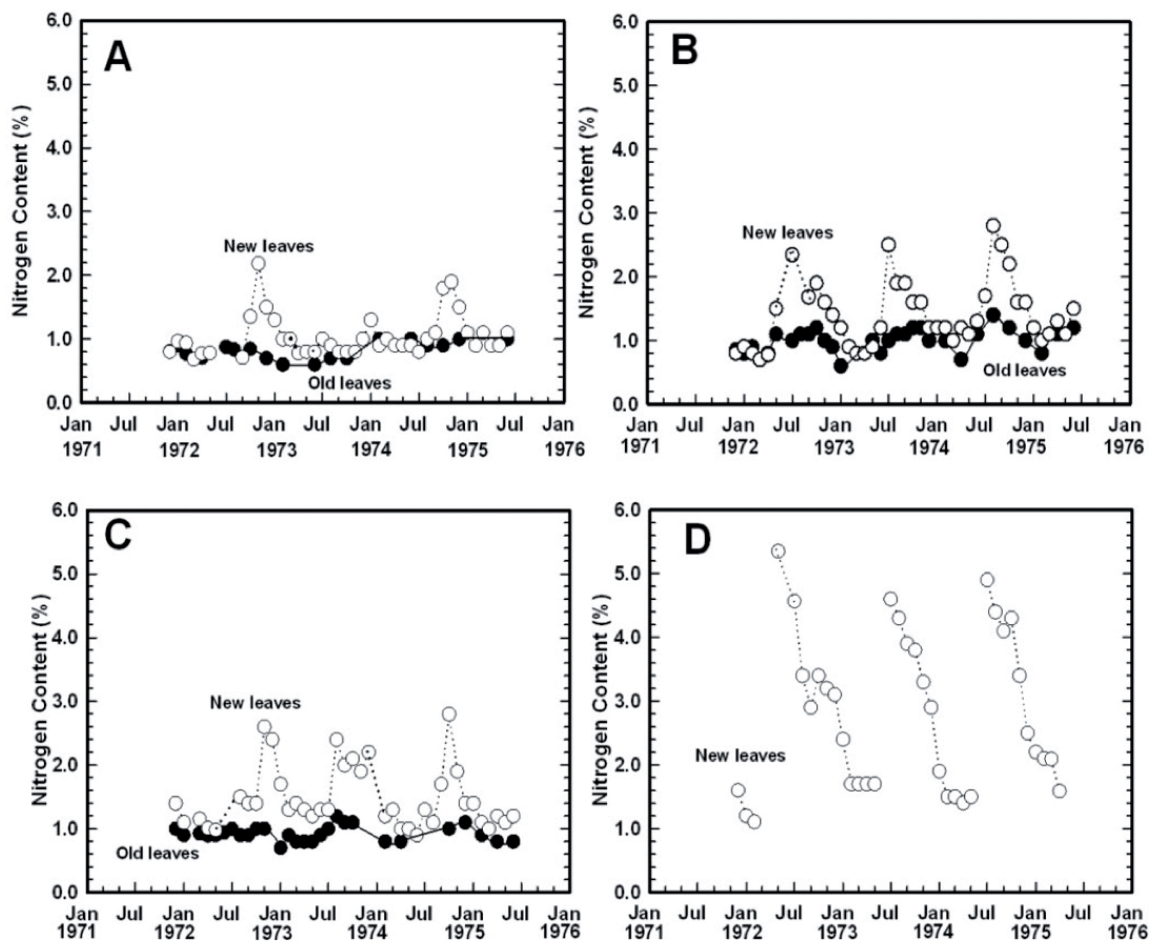 A
Nitrogen Content (%)
6.0
5.0
4.0
3.0
2.0
1.0
0.0
New leaves
Old leaves
Jan Jul Jan Jul Jan Jul Jan Jul Jan Jul Jan
1971 1972 1973 1974 1975 1976
B
Nitrogen Content (%)
6.0
5.0
4.0
3.0
2.0
1.0
0.0
New leaves
Old leaves
Jan Jul Jan Jul Jan Jul Jan Jul Jan Jul Jan
1971 1972 1973 1974 1975 1976
C
Nitrogen Content (%)
6.0
5.0
4.0
3.0
2.0
1.0
0.0
New leaves
Old leaves
Jan Jul Jan Jul Jan Jul Jan Jul Jan Jul Jan
1971 1972 1973 1974 1975 1976
D
Nitrogen Content (%)
6.0
5.0
4.0
3.0
2.0
1.0
0.0
New leaves
Jan Jul Jan Jul Jan Jul Jan Jul Jan Jul Jan
1971 1972 1973 1974 1975 1976